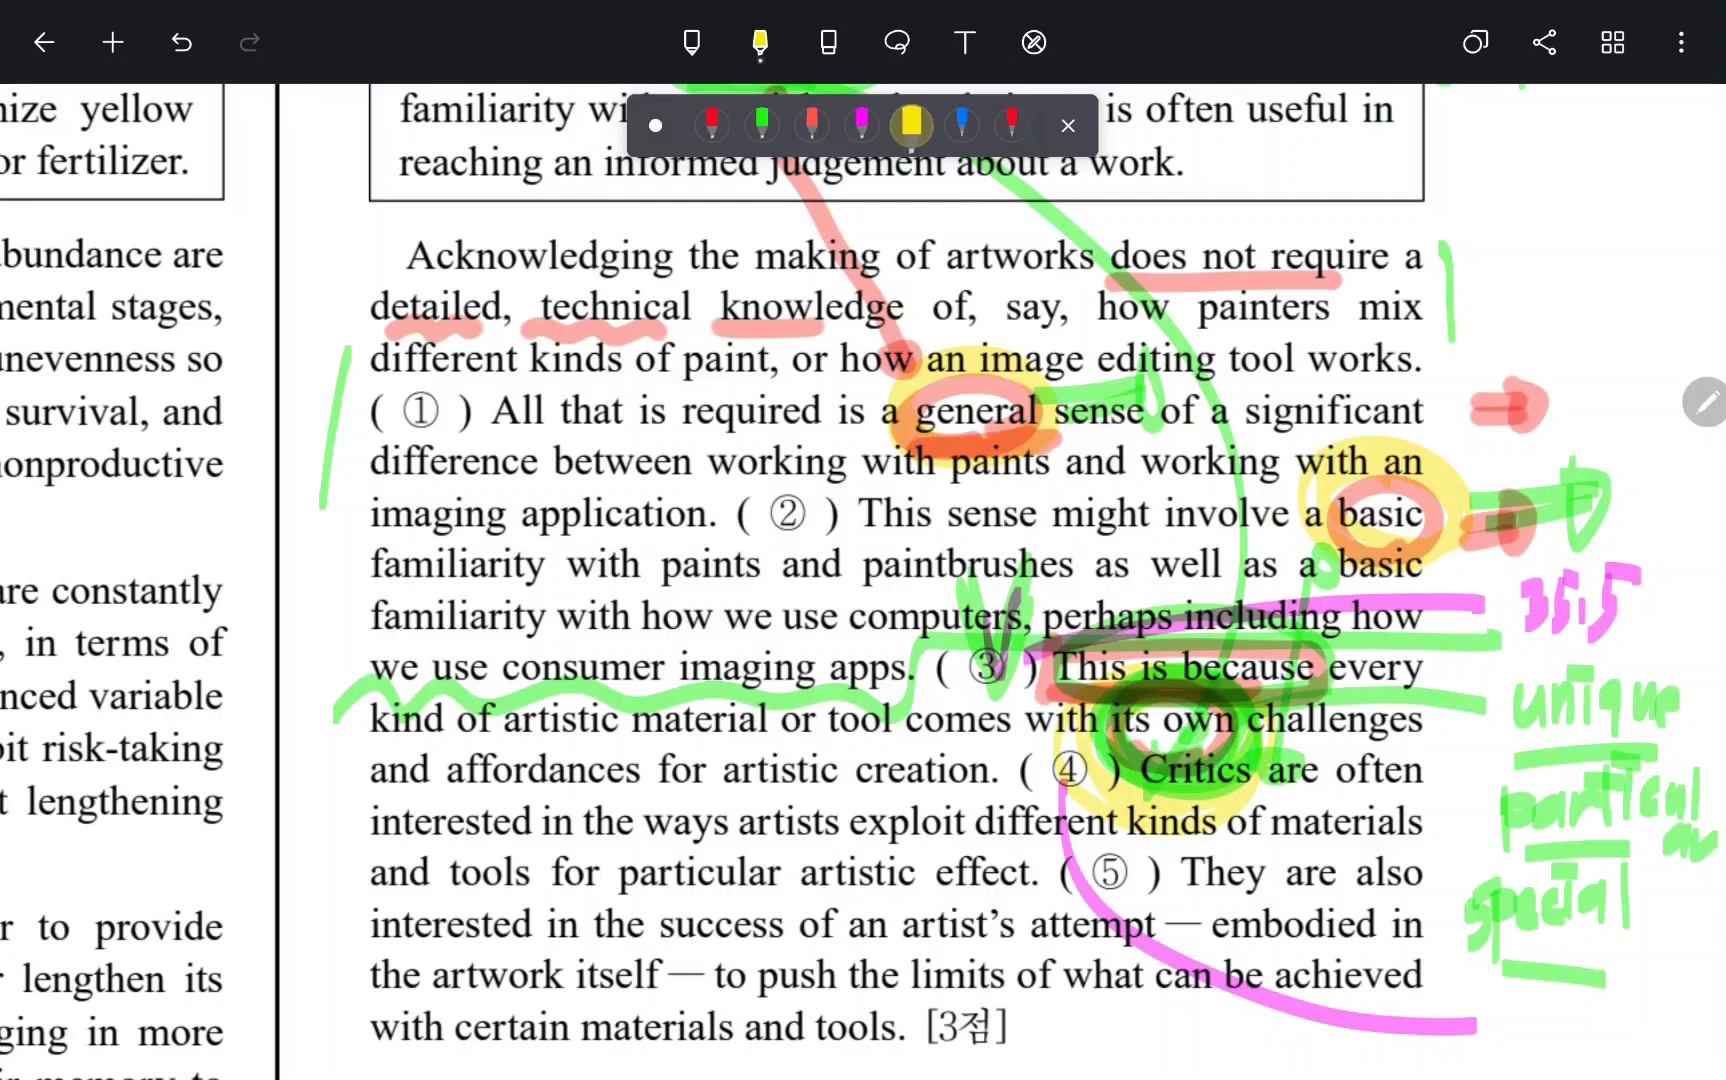 nize yellow
or fertilizer.
bundance are
mental stages,
unevenness so
survival, and
nonproductive
are constantly
, in terms of
nced variable
oit risk-taking
t lengthening
r to provide
r lengthen its
ging in more
familiarity is often useful in
reaching an informed judgement about a work.
Acknowledging the making of artworks does not require a
detailed, technical knowledge of, say, how painters mix
different kinds of paint, or how an image editing tool works.
( ① ) All that is required is a general sense of a significant
difference between working with paints and working with an
imaging application. ( ② ) This sense might involve a basic
familiarity with paints and paintbrushes as well as a basic
familiarity with how we use computers, perhaps including how
we use consumer imaging apps. ( ③ ) This is because every
kind of artistic material or tool comes with its own challenges
and affordances for artistic creation. ( ④ ) Critics are often
interested in the ways artists exploit different kinds of materials
and tools for particular artistic effect. ( ⑤ ) They are also
interested in the success of an artist’s attempt — embodied in
the artwork itself — to push the limits of what can be achieved
with certain materials and tools. [3점]
35.5
unique
particular
special